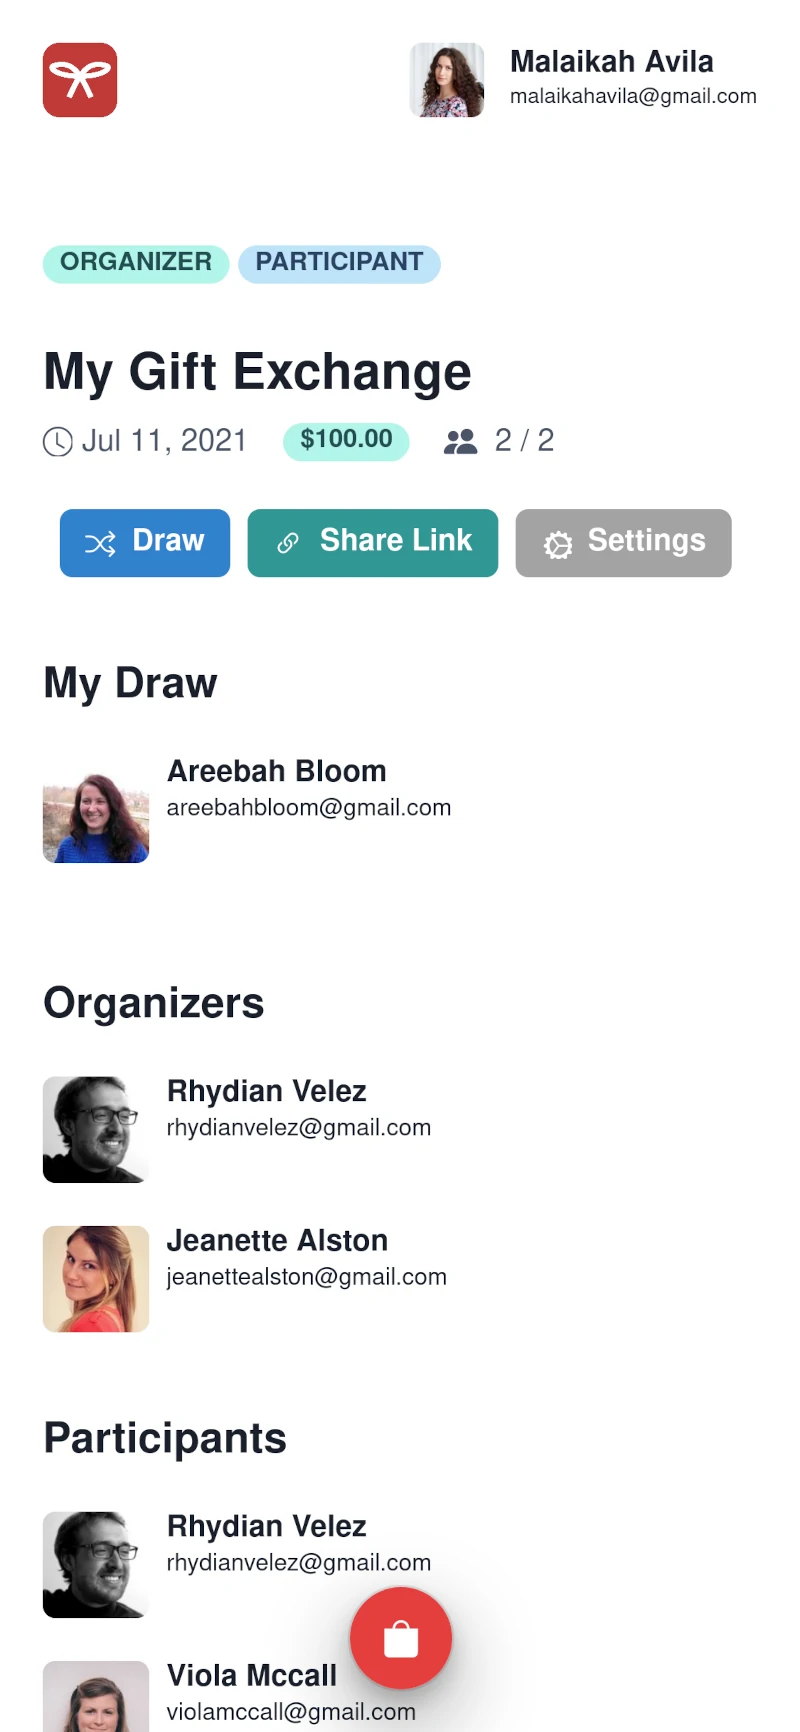 Malaikah Avila
malaikahavila@gmail.com
ORGANIZER PARTICIPANT
My Gift Exchange
Jul 11, 2021 $100.00 2 / 2
Draw Share Link Settings
My Draw
Areebah Bloom
areebahbloom@gmail.com
Organizers
Rhydian Velez
rhydianvelez@gmail.com
Jeanette Alston
jeanettealston@gmail.com
Participants
Rhydian Velez
rhydianvelez@gmail.com
Viola Mccall
violamccall@gmail.com